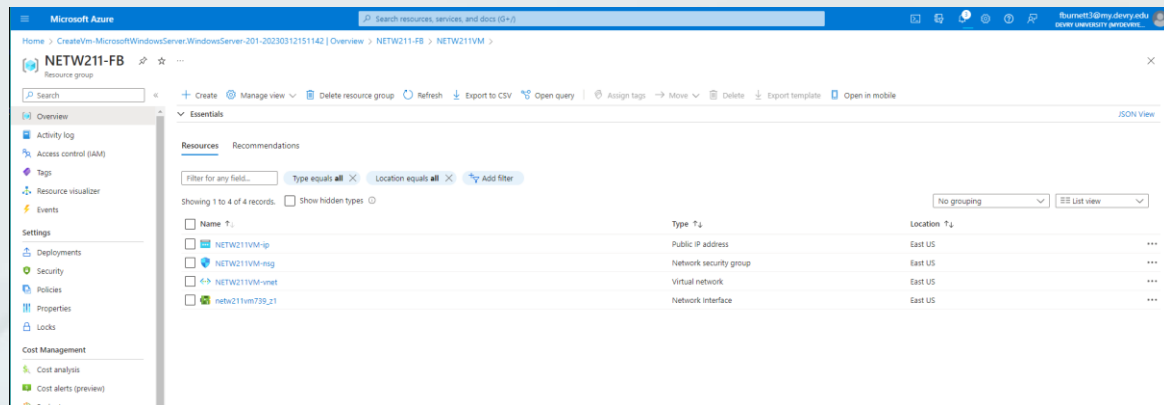 Microsoft Azure
Search resources, services, and docs (G+/)
fburnett3@my.devry.edu
Home > CreateVm-MicrosoftWindowsServer.WindowsServer-201-20230312151142 | Overview > NETW211-FB > NETW211VM >
NETW211-FB
Resource group
Search
Create Manage view Delete resource group Refresh Export to CSV Open query Assign tags Move Delete Export template Open in mobile
Overview
Essentials JSON View
Activity log
Access control (IAM)
Resources Recommendations
Tags
Filter for any field... Type equals all Location equals all Add filter
Resource visualizer
Showing 1 to 4 of 4 records. Show hidden types No grouping List view
Events
Name Type Location
Settings
NETW211VM-ip Public IP address East US
Deployments
NETW211VM-nsg Network security group East US
Security
NETW211VM-vnet Virtual network East US
Policies
netw211vm739_z1 Network Interface East US
Properties
Locks
Cost Management
Cost analysis
Cost alerts (preview)